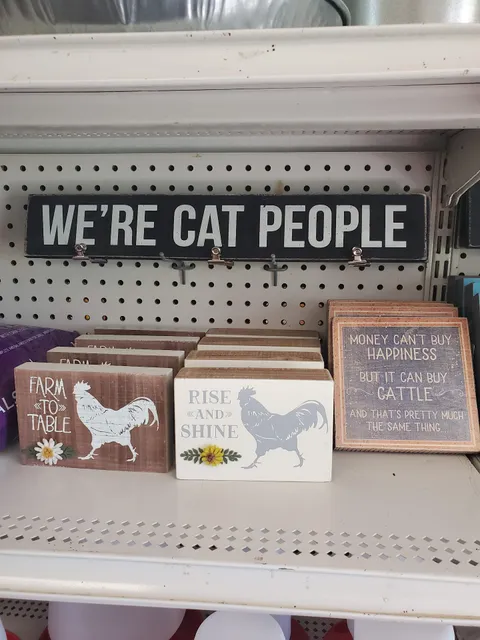 WE'RE CAT PEOPLE
FARM
«TO»
TABLE
RISE
«AND»
SHINE
MONEY CAN'T BUY
HAPPINESS
BUT IT CAN BUY
CATTLE
AND THAT'S PRETTY MUCH
THE SAME THING